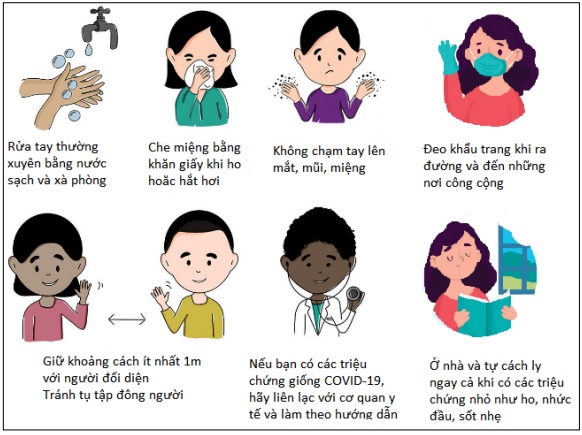 Rửa tay thường
xuyên bằng nước
sạch và xà phòng
Che miệng bằng
khăn giấy khi ho
hoăc hắt hơi
Không chạm tay lên
mắt, mũi, miệng
Đeo khẩu trang khi ra
đường và đến những
nơi công cộng
Giữ khoảng cách ít nhất 1m
với người đối diện
Tránh tụ tập đông người
Nếu bạn có các triệu
chứng giống COVID-19,
hãy liên lạc với cơ quan y
tế và làm theo hướng dẫn
Ở nhà và tự cách ly
ngay cả khi có các triệu
chứng nhỏ như ho, nhức
đầu, sốt nhẹ